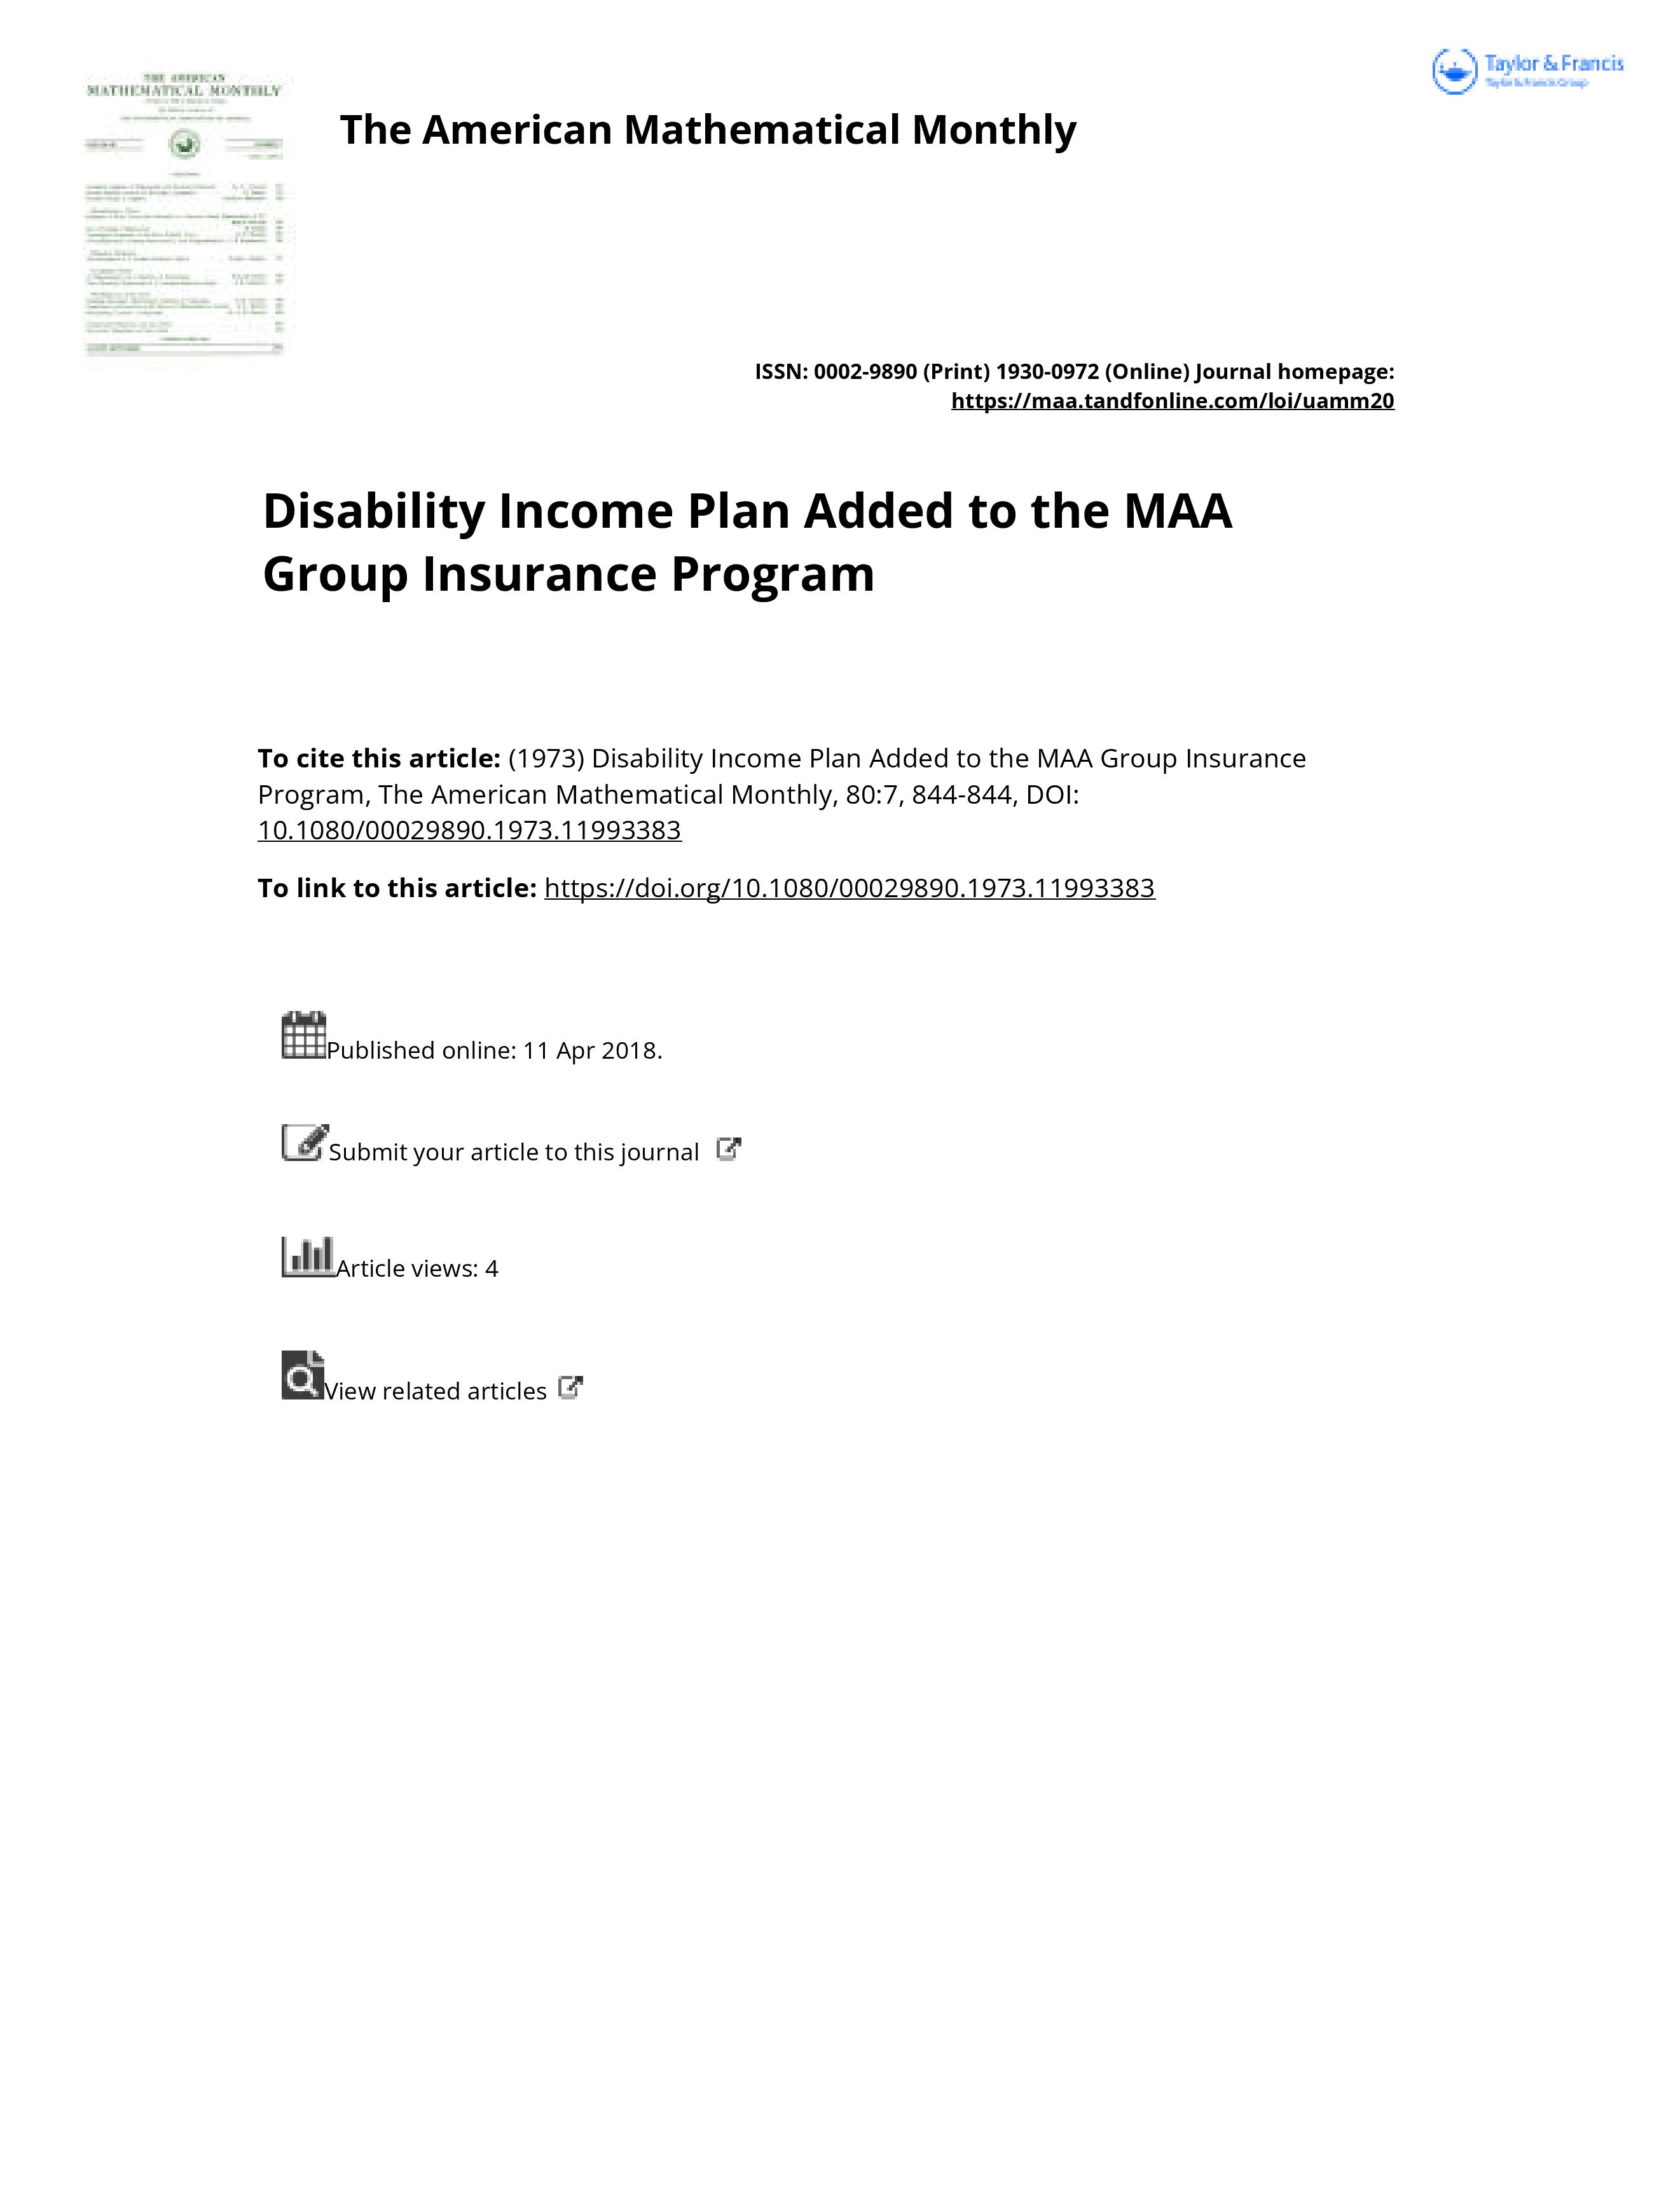 THE AMERICAN
MATHEMATICAL MONTHLY
Taylor & Francis
Taylor & Francis Group
The American Mathematical Monthly
ISSN: 0002-9890 (Print) 1930-0972 (Online) Journal homepage:
https://maa.tandfonline.com/loi/uamm20
Disability Income Plan Added to the MAA
Group Insurance Program
To cite this article: (1973) Disability Income Plan Added to the MAA Group Insurance
Program, The American Mathematical Monthly, 80:7, 844-844, DOI:
10.1080/00029890.1973.11993383
To link to this article: https://doi.org/10.1080/00029890.1973.11993383
Published online: 11 Apr 2018.
Submit your article to this journal
Article views: 4
View related articles